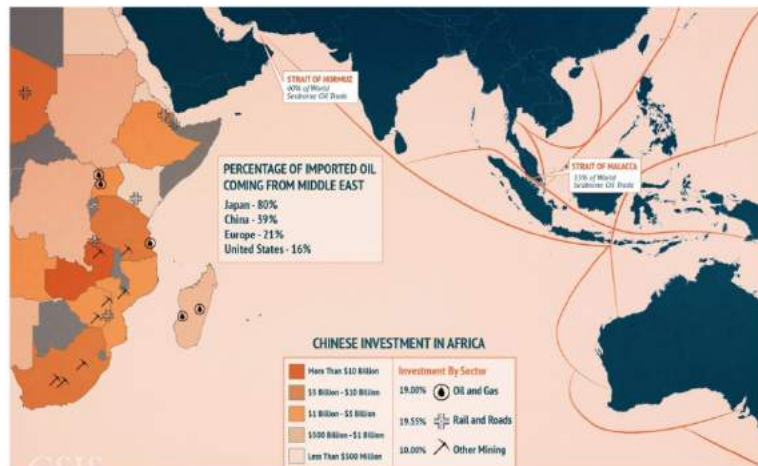 STRAIT OF HORMUZ
40% of World
Seaborne Oil Trade
PERCENTAGE OF IMPORTED OIL
COMING FROM MIDDLE EAST
Japan - 80%
China - 39%
Europe - 21%
United States - 16%
STRAIT OF MALACCA
35% of World
Seaborne Oil Trade
CHINESE INVESTMENT IN AFRICA
More Than $10 Billion
$5 Billion - $10 Billion
$1 Billion - $5 Billion
$500 Billion - $1 Billion
Less Than $500 Million
Investment By Sector
19.00% Oil and Gas
19.55% Rail and Roads
10.00% Other Mining
CSIS